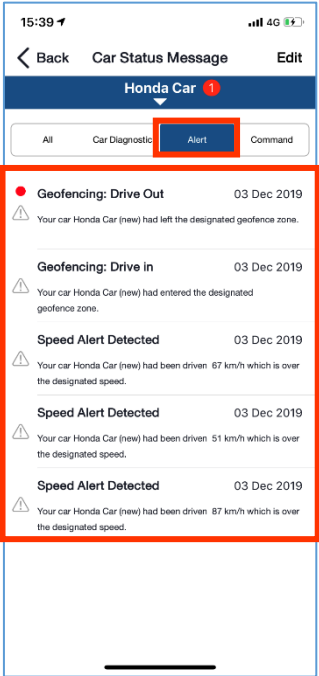 15:39 4G
Back Car Status Message Edit
Honda Car 1
All Car Diagnostic Alert Command
Geofencing: Drive Out 03 Dec 2019
Your car Honda Car (new) had left the designated geofence zone.
Geofencing: Drive in 03 Dec 2019
Your car Honda Car (new) had entered the designated
geofence zone.
Speed Alert Detected 03 Dec 2019
Your car Honda Car (new) had been driven 67 km/h which is over
the designated speed.
Speed Alert Detected 03 Dec 2019
Your car Honda Car (new) had been driven 51 km/h which is over
the designated speed.
Speed Alert Detected 03 Dec 2019
Your car Honda Car (new) had been driven 87 km/h which is over
the designated speed.